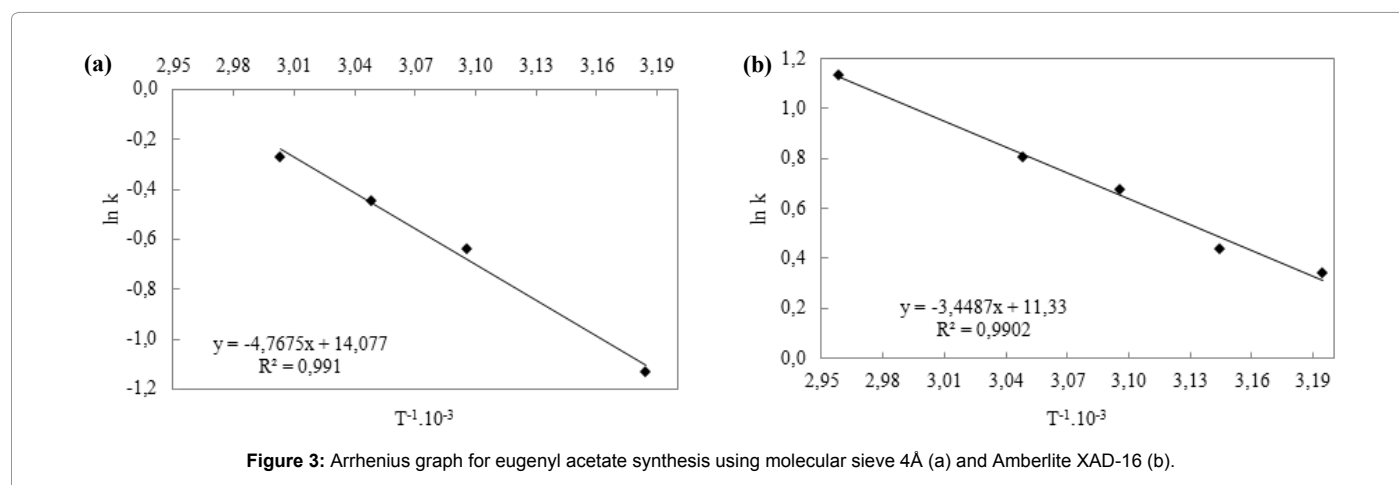 (a)
2,95 2,98 3,01 3,04 3,07 3,10 3,13 3,16 3,19
0,0
-0,2
-0,4
-0,6
-0,8
-1,0
-1,2
ln k
y = -4,7675x + 14,077
R² = 0,991
T⁻¹.10⁻³
(b)
1,2
1,0
0,8
0,6
0,4
0,2
0,0
ln k
y = -3,4487x + 11,33
R² = 0,9902
2,95 2,98 3,01 3,04 3,07 3,10 3,13 3,16 3,19
T⁻¹.10⁻³
Figure 3: Arrhenius graph for eugenyl acetate synthesis using molecular sieve 4Å (a) and Amberlite XAD-16 (b).